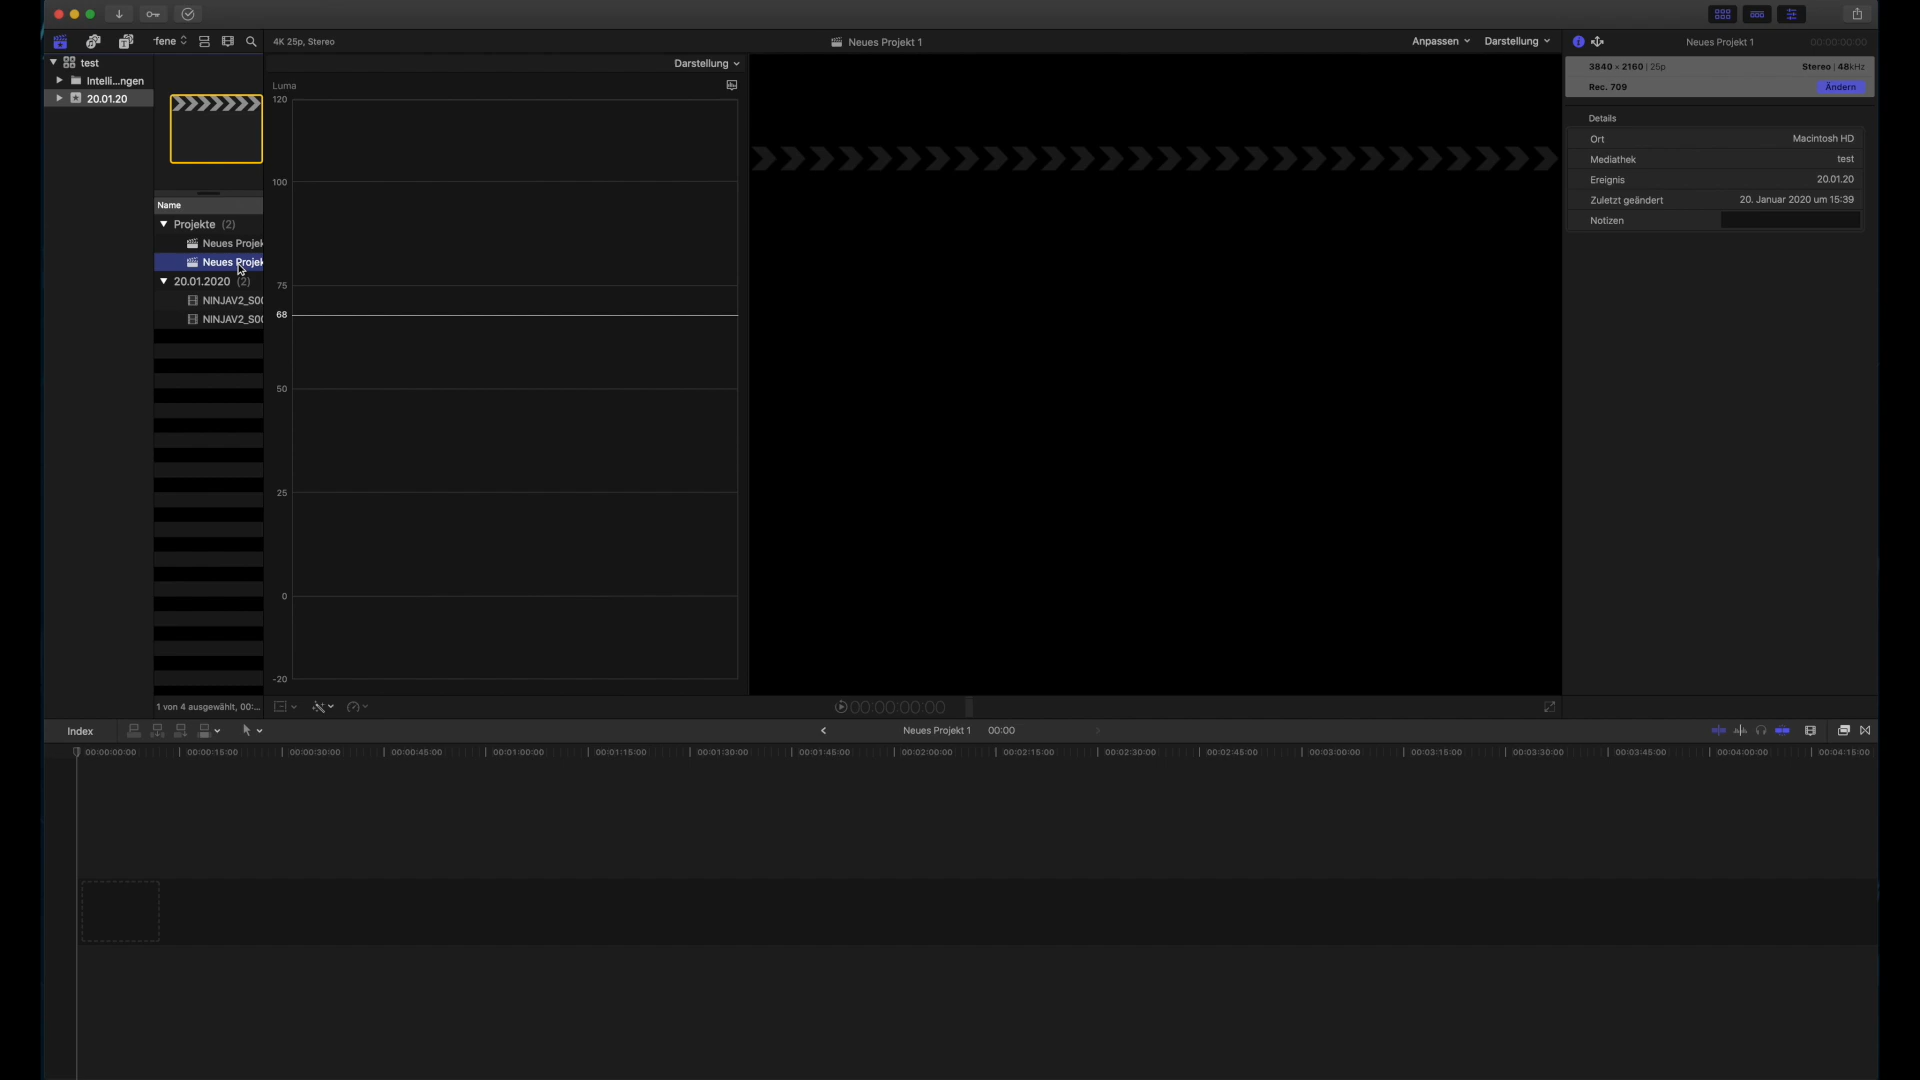 fene
4K 25p, Stereo
Neues Projekt 1
Anpassen
Darstellung
Neues Projekt 1
00:00:00:00
test
Intelli...ngen
20.01.20
Darstellung
Luma
120
100
75
68
50
25
0
-20
Name
Projekte (2)
Neues Projek
Neues Projek
20.01.2020 (2)
NINJAV2_S00
NINJAV2_S00
1 von 4 ausgewählt, 00:...
00:00:00:00
3840 × 2160 | 25p
Stereo | 48kHz
Rec. 709
Ändern
Details
Ort
Macintosh HD
Mediathek
test
Ereignis
20.01.20
Zuletzt geändert
20. Januar 2020 um 15:39
Notizen
Index
Neues Projekt 1
00:00
00:00:00:00
00:00:15:00
00:00:30:00
00:00:45:00
00:01:00:00
00:01:15:00
00:01:30:00
00:01:45:00
00:02:00:00
00:02:15:00
00:02:30:00
00:02:45:00
00:03:00:00
00:03:15:00
00:03:30:00
00:03:45:00
00:04:00:00
00:04:15:00